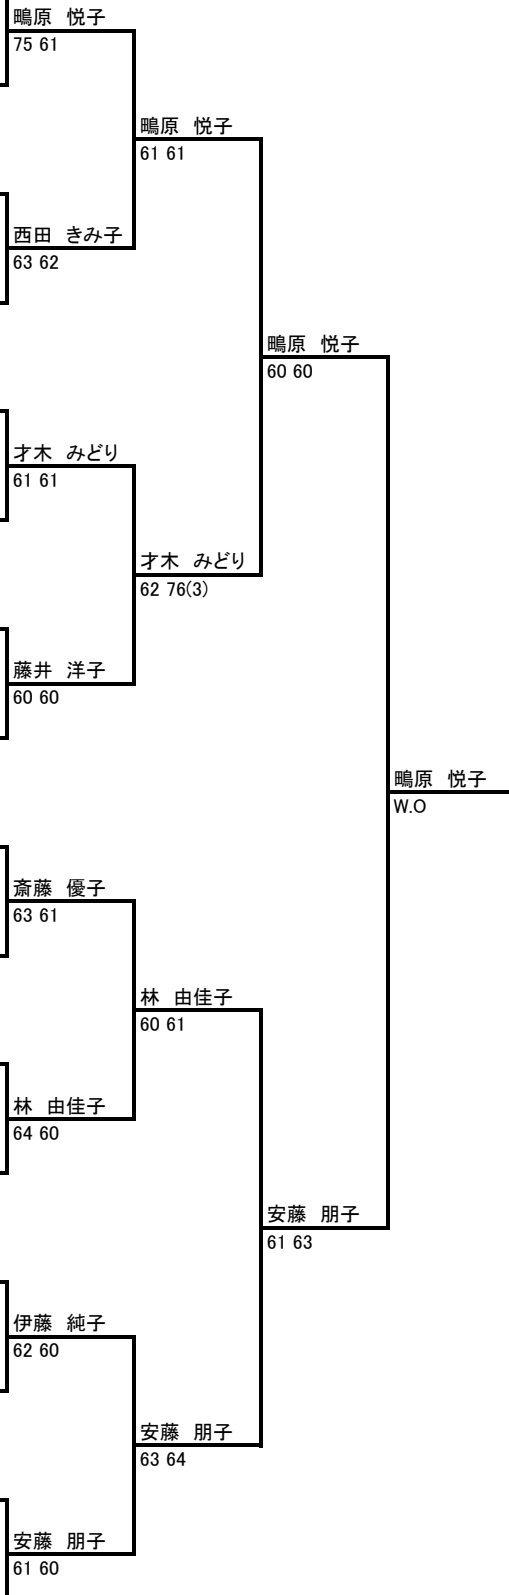 鴫原　悦子
75 61
鴫原　悦子
61 61
西田　きみ子
63 62
鴫原　悦子
60 60
才木　みどり
61 61
才木　みどり
62 76(3)
藤井　洋子
60 60
鴫原　悦子
W.O
斎藤　優子
63 61
林　由佳子
60 61
林　由佳子
64 60
安藤　朋子
61 63
伊藤　純子
62 60
安藤　朋子
63 64
安藤　朋子
61 60